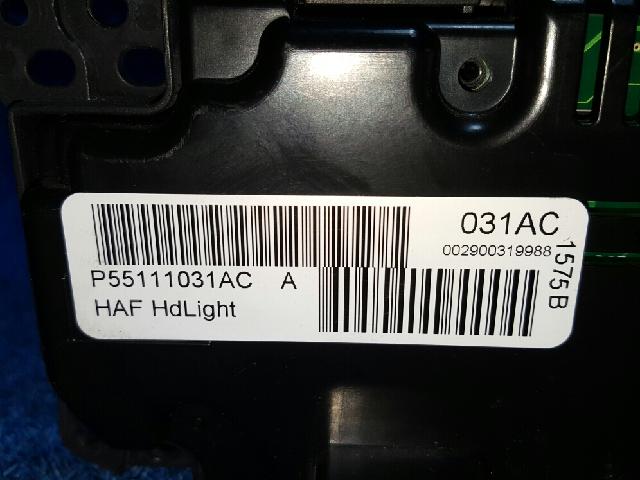 031AC
002900319988
P55111031AC A
HAF HdLight
1575B